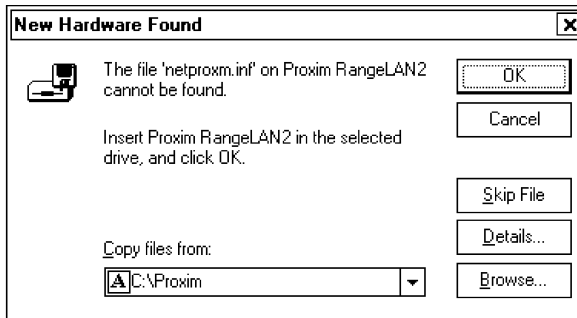 New Hardware Found
The file 'netproxm.inf' on Proxim RangeLAN2
cannot be found.
Insert Proxim RangeLAN2 in the selected
drive, and click OK.
Copy files from:
A C:\Proxim
OK
Cancel
Skip File
Details...
Browse...